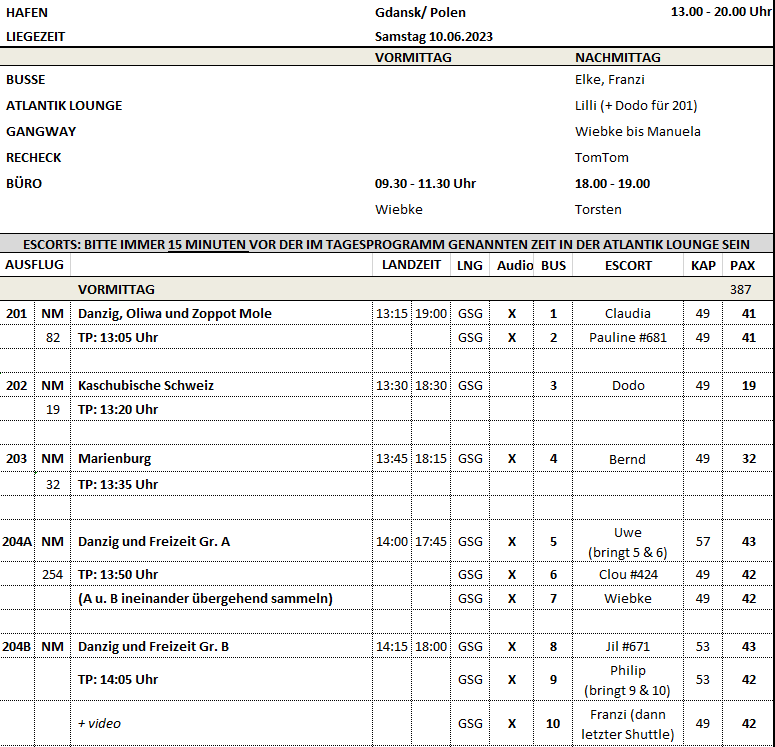 HAFEN Gdansk/ Polen 13.00 - 20.00 Uhr
LIEGEZEIT Samstag 10.06.2023
VORMITTAG NACHMITTAG
BUSSE Elke, Franzi
ATLANTIK LOUNGE Lilli (+ Dodo für 201)
GANGWAY Wiebke bis Manuela
RECHECK TomTom
BÜRO 09.30 - 11.30 Uhr 18.00 - 19.00
Wiebke Torsten
ESCORTS: BITTE IMMER 15 MINUTEN VOR DER IM TAGESPROGRAMM GENANNTEN ZEIT IN DER ATLANTIK LOUNGE SEIN
AUSFLUG LANDZEIT LNG Audio BUS ESCORT KAP PAX
VORMITTAG 387
201 NM Danzig, Oliwa und Zoppot Mole 13:15 19:00 GSG X 1 Claudia 49 41
82 TP: 13:05 Uhr GSG X 2 Pauline #681 49 41
202 NM Kaschubische Schweiz 13:30 18:30 GSG 3 Dodo 49 19
19 TP: 13:20 Uhr
203 NM Marienburg 13:45 18:15 GSG X 4 Bernd 49 32
32 TP: 13:35 Uhr
204A NM Danzig und Freizeit Gr. A 14:00 17:45 GSG X 5 Uwe 57 43
(bringt 5 & 6)
254 TP: 13:50 Uhr GSG X 6 Clou #424 49 42
(A u. B ineinander übergehend sammeln) GSG X 7 Wiebke 49 42
204B NM Danzig und Freizeit Gr. B 14:15 18:00 GSG X 8 Jil #671 53 43
TP: 14:05 Uhr GSG X 9 Philip 53 42
(bringt 9 & 10)
+ video GSG X 10 Franzi (dann 49 42
letzter Shuttle)